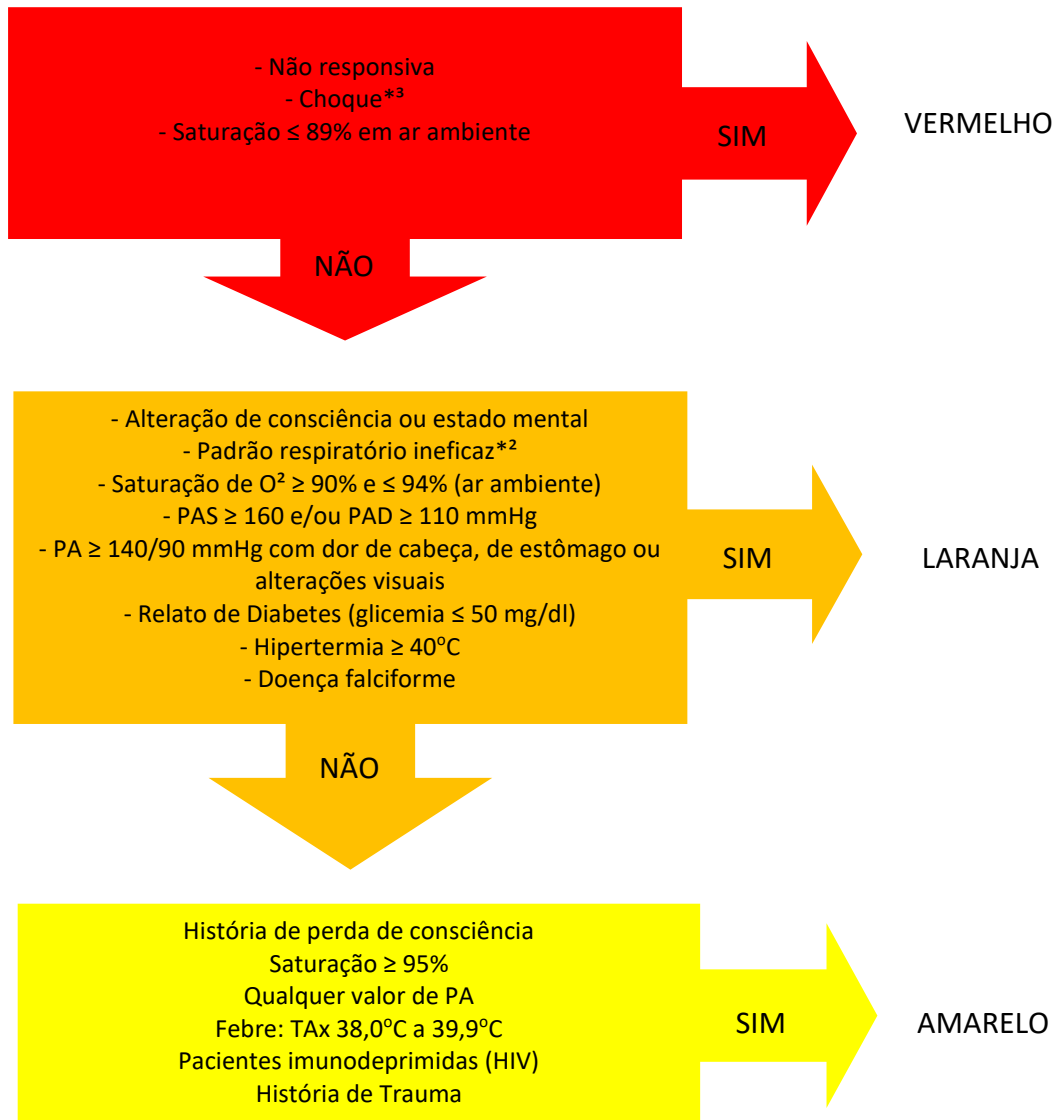 - Não responsiva
- Choque*³
- Saturação ≤ 89% em ar ambiente
SIM
VERMELHO
NÃO
- Alteração de consciência ou estado mental
- Padrão respiratório ineficaz*²
- Saturação de O² ≥ 90% e ≤ 94% (ar ambiente)
- PAS ≥ 160 e/ou PAD ≥ 110 mmHg
- PA ≥ 140/90 mmHg com dor de cabeça, de estômago ou
alterações visuais
- Relato de Diabetes (glicemia ≤ 50 mg/dl)
- Hipertermia ≥ 40°C
- Doença falciforme
SIM
LARANJA
NÃO
História de perda de consciência
Saturação ≥ 95%
Qualquer valor de PA
Febre: TAx 38,0°C a 39,9°C
Pacientes imunodeprimidas (HIV)
História de Trauma
SIM
AMARELO